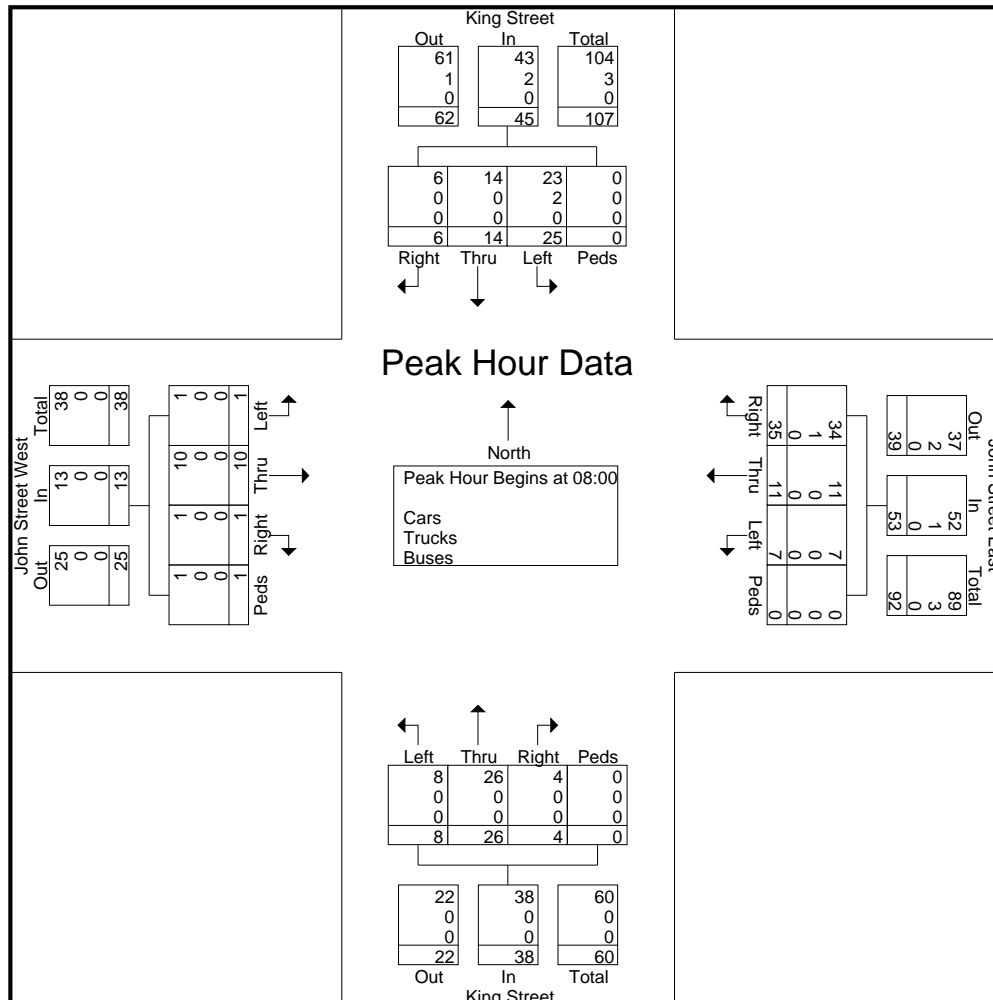 King Street
Out In Total
61 43 104
1 2 3
0 0 0
62 45 107
6 14 23 0
0 0 2 0
0 0 0 0
6 14 25 0
Right Thru Left Peds
Peak Hour Data
North
Peak Hour Begins at 08:00
Cars
Trucks
Buses
John Street West
Total In Out
38 13 25
0 0 0
0 0 0
38 13 25
1 10 1 1
0 0 0 0
0 0 0 0
1 10 1 1
Left Thru Right Peds
John Street East
Out In Total
37 52 89
2 1 3
0 0 0
39 53 92
34 11 7 0
1 0 0 0
0 0 0 0
35 11 7 0
Right Thru Left Peds
Left Thru Right Peds
8 26 4 0
0 0 0 0
0 0 0 0
8 26 4 0
22 38 60
0 0 0
0 0 0
22 38 60
Out In Total
King Street